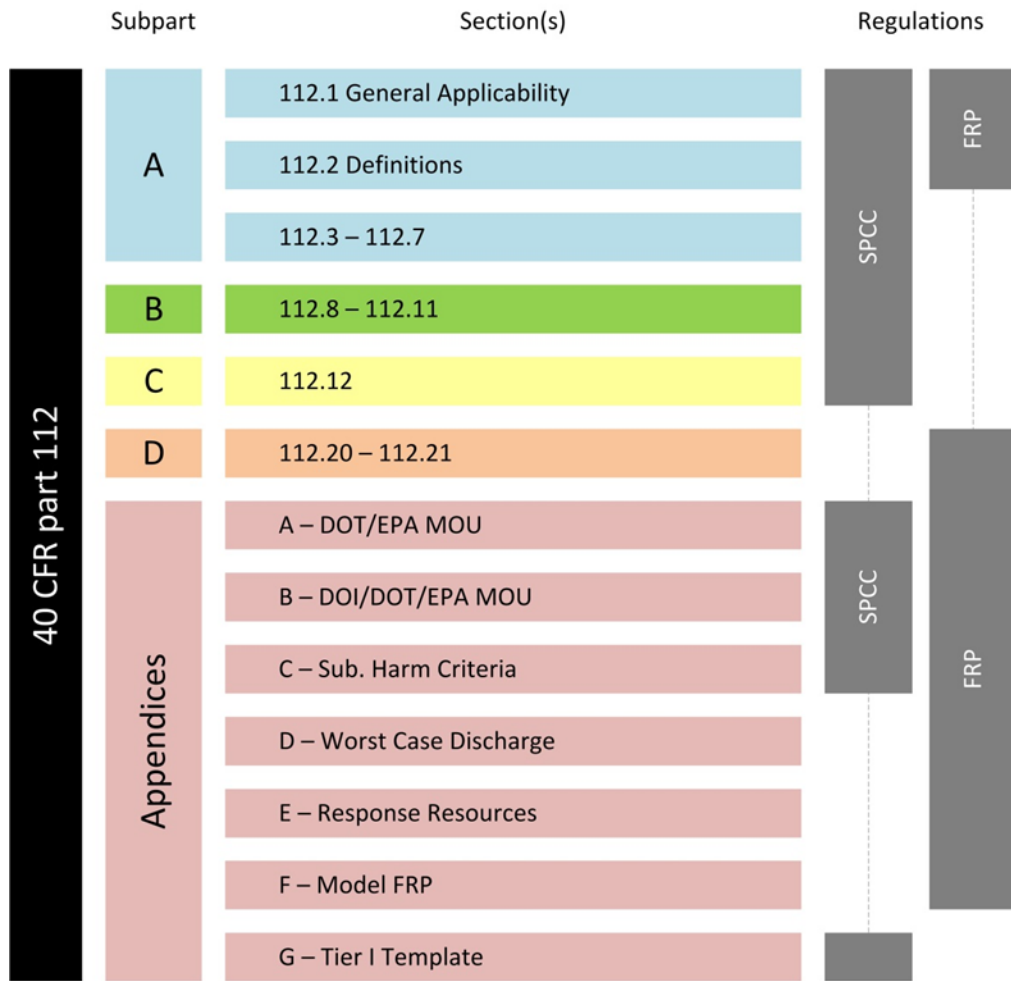 Subpart
Section(s)
Regulations
40 CFR part 112
A
112.1 General Applicability
112.2 Definitions
112.3 – 112.7
SPCC
FRP
B
112.8 – 112.11
C
112.12
D
112.20 – 112.21
Appendices
A – DOT/EPA MOU
B – DOI/DOT/EPA MOU
C – Sub. Harm Criteria
D – Worst Case Discharge
E – Response Resources
F – Model FRP
G – Tier I Template
SPCC
FRP